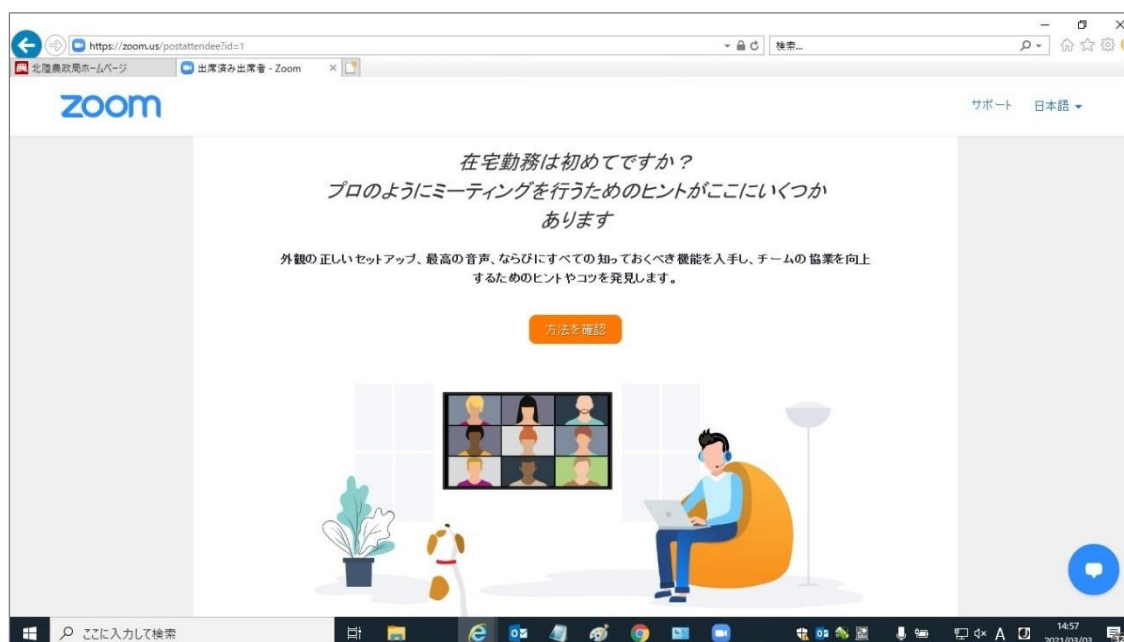 https://zoom.us/postattendee?id=1
検索...
北陸農政局ホームページ
出席済み出席者 - Zoom
zoom
サポート
日本語
在宅勤務は初めてですか？
プロのようにミーティングを行うためのヒントがここにいくつか
あります
外観の正しいセットアップ、最高の音声、ならびにすべての知っておくべき機能を入手し、チームの協業を向上
するためのヒントやコツを発見します。
方法を確認
ここに入力して検索
A
14:57
2021/03/03